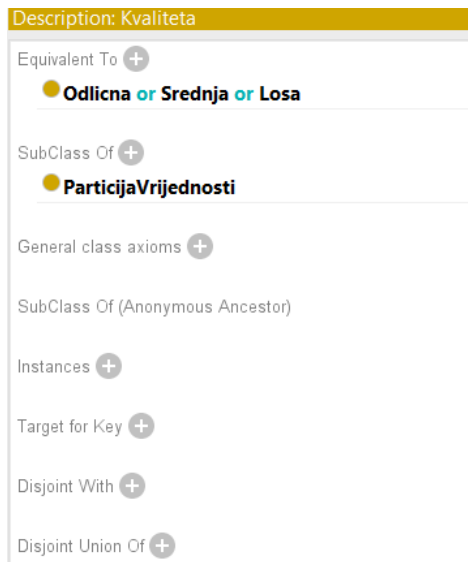 Description: Kvaliteta
Equivalent To
Odlicna or Srednja or Losa
SubClass Of
ParticijaVrijednosti
General class axioms
SubClass Of (Anonymous Ancestor)
Instances
Target for Key
Disjoint With
Disjoint Union Of